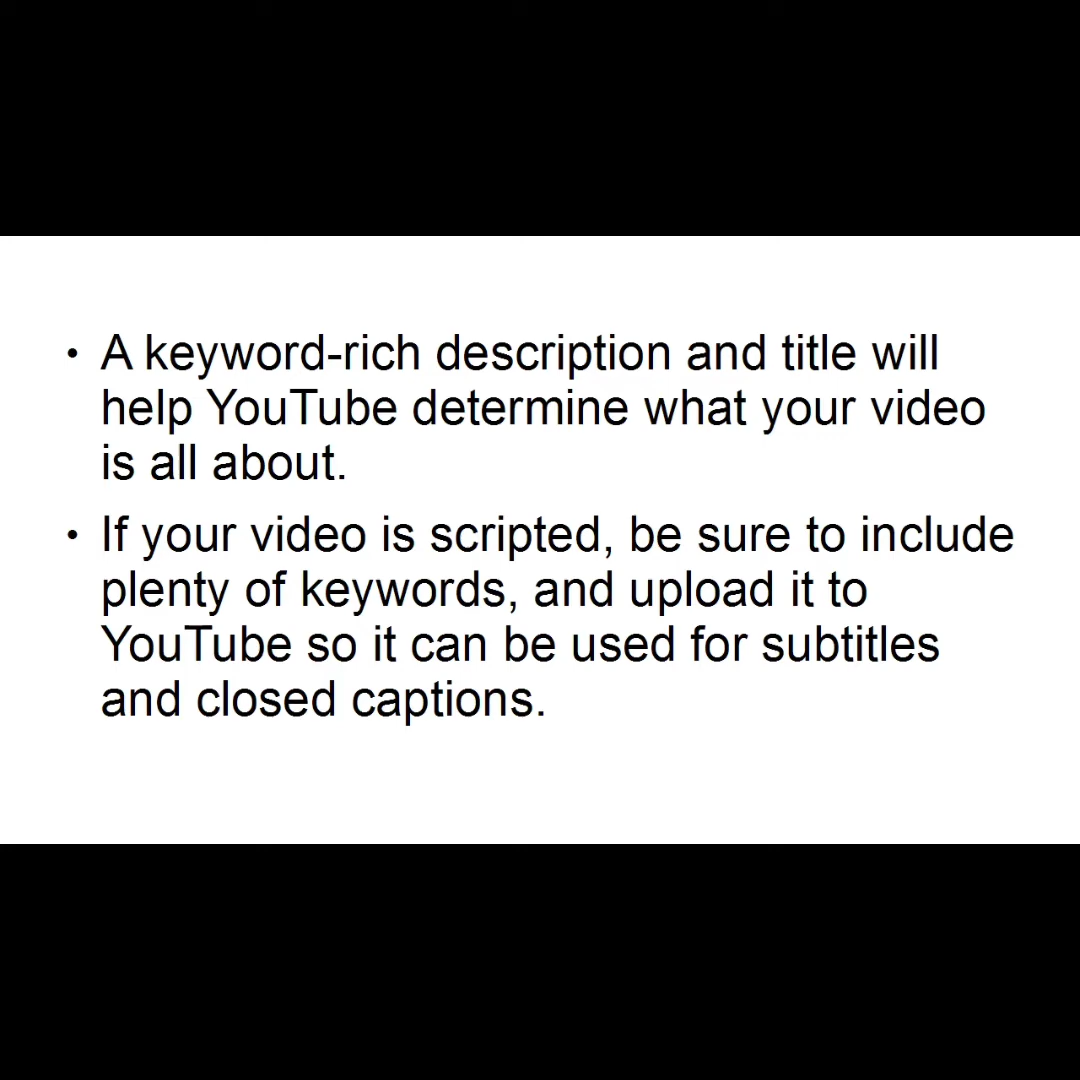 • A keyword-rich description and title will
help YouTube determine what your video
is all about.
• If your video is scripted, be sure to include
plenty of keywords, and upload it to
YouTube so it can be used for subtitles
and closed captions.